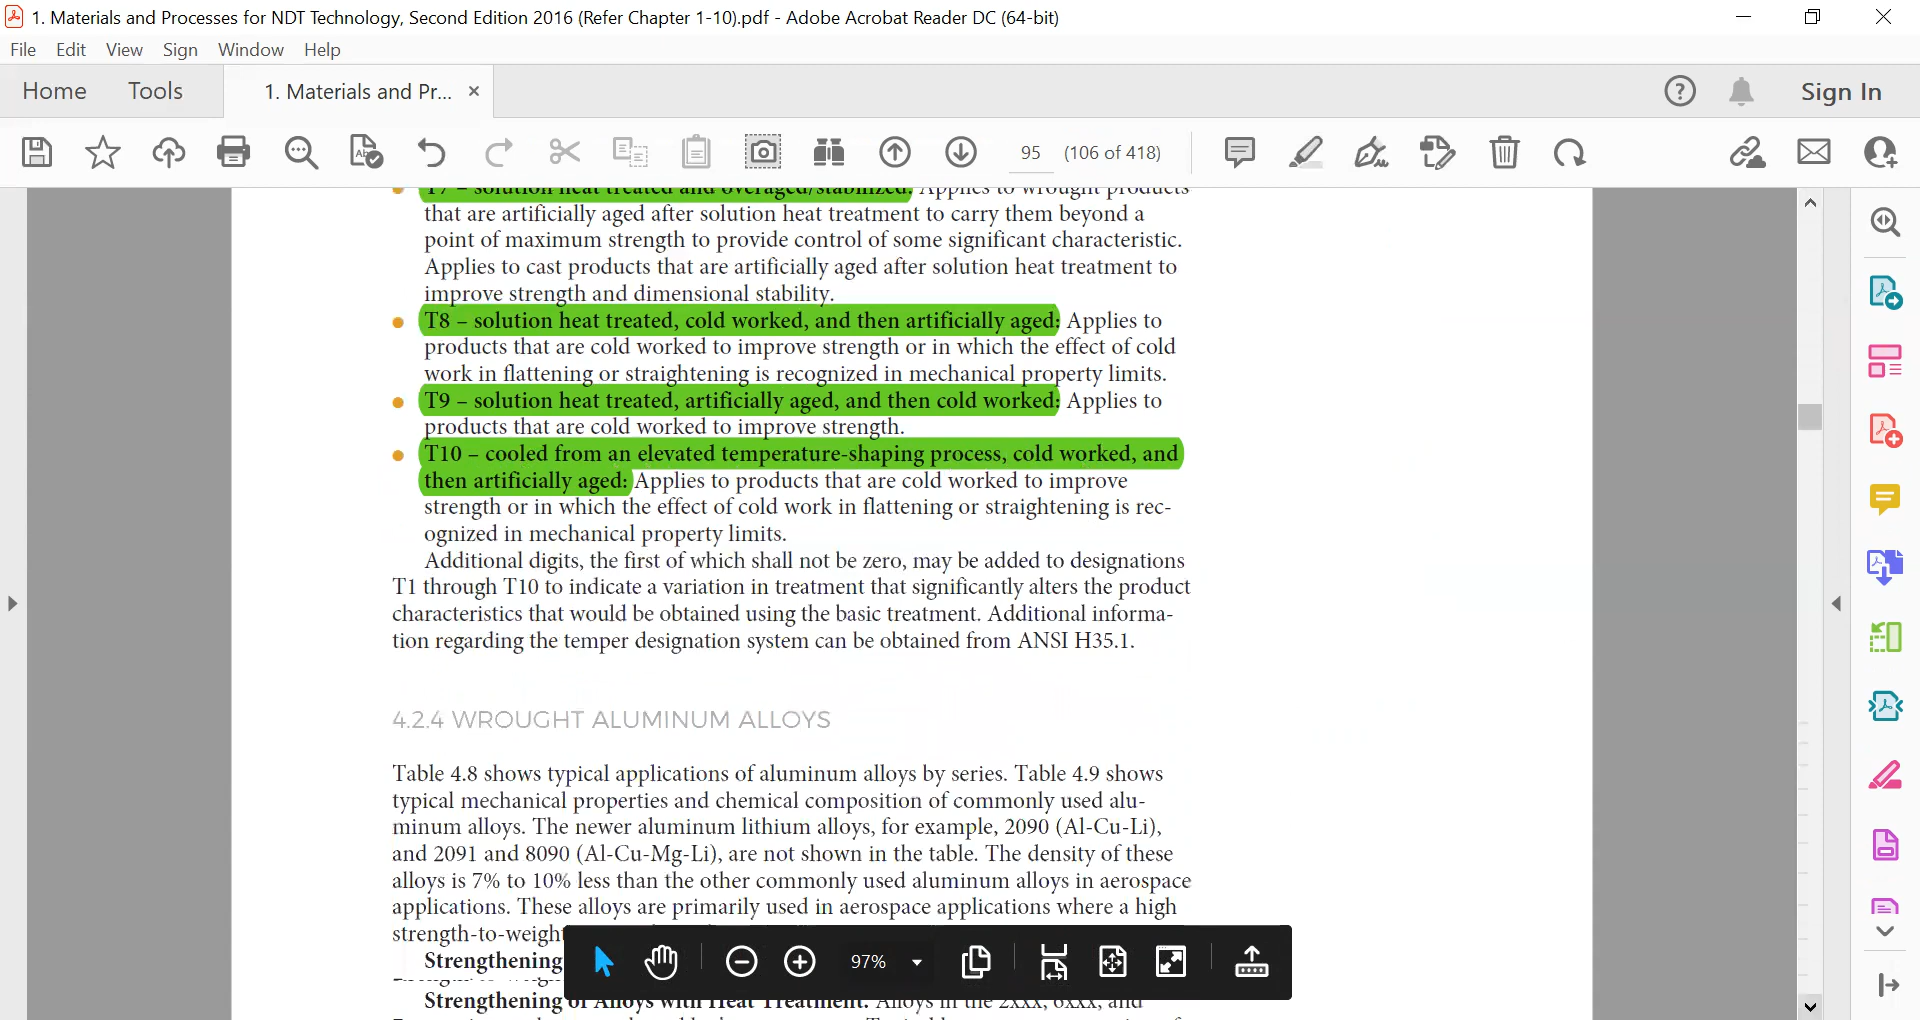 1. Materials and Processes for NDT Technology, Second Edition 2016 (Refer Chapter 1-10).pdf - Adobe Acrobat Reader DC (64-bit)
File Edit View Sign Window Help
Home Tools 1. Materials and Pr... × Sign In
95 (106 of 418)
T7 – solution heat treated and overaged/stabilized: Applies to wrought products
that are artificially aged after solution heat treatment to carry them beyond a
point of maximum strength to provide control of some significant characteristic.
Applies to cast products that are artificially aged after solution heat treatment to
improve strength and dimensional stability.
T8 – solution heat treated, cold worked, and then artificially aged: Applies to
products that are cold worked to improve strength or in which the effect of cold
work in flattening or straightening is recognized in mechanical property limits.
T9 – solution heat treated, artificially aged, and then cold worked: Applies to
products that are cold worked to improve strength.
T10 – cooled from an elevated temperature-shaping process, cold worked, and
then artificially aged: Applies to products that are cold worked to improve
strength or in which the effect of cold work in flattening or straightening is rec-
ognized in mechanical property limits.
Additional digits, the first of which shall not be zero, may be added to designations
T1 through T10 to indicate a variation in treatment that significantly alters the product
characteristics that would be obtained using the basic treatment. Additional informa-
tion regarding the temper designation system can be obtained from ANSI H35.1.
4.2.4 WROUGHT ALUMINUM ALLOYS
Table 4.8 shows typical applications of aluminum alloys by series. Table 4.9 shows
typical mechanical properties and chemical composition of commonly used alu-
minum alloys. The newer aluminum lithium alloys, for example, 2090 (Al-Cu-Li),
and 2091 and 8090 (Al-Cu-Mg-Li), are not shown in the table. The density of these
alloys is 7% to 10% less than the other commonly used aluminum alloys in aerospace
applications. These alloys are primarily used in aerospace applications where a high
strength-to-weight
Strengthening
97%
Strengthening of Alloys with Heat Treatment: Alloys in the 2xxx, 6xxx, and